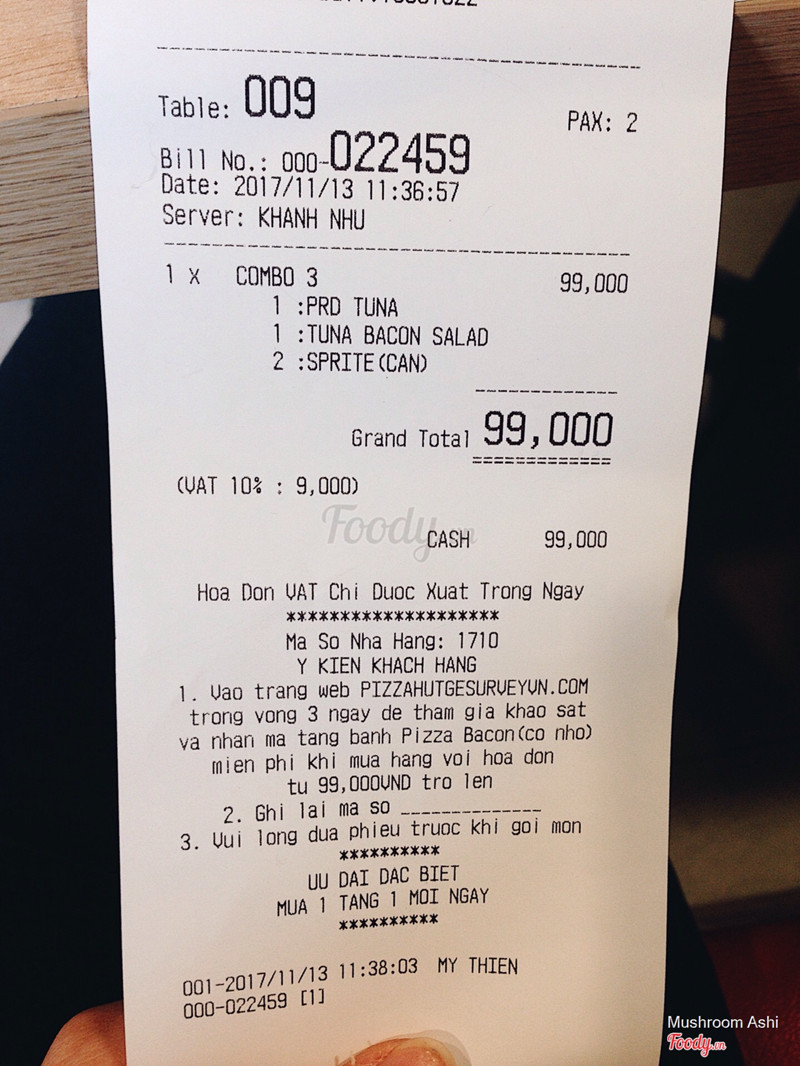 Table: 009
PAX: 2
Bill No.: 000-022459
Date: 2017/11/13 11:36:57
Server: KHANH NHU
1 x COMBO 3 99,000
1 :PRD TUNA
1 :TUNA BACON SALAD
2 :SPRITE(CAN)
Grand Total 99,000
(VAT 10% : 9,000)
Foody.vn
CASH 99,000
Hoa Don VAT Chi Duoc Xuat Trong Ngay
********************
Ma So Nha Hang: 1710
Y KIEN KHACH HANG
1. Vao trang web PIZZAHUTGESURVEYVN.COM
trong vong 3 ngay de tham gia khao sat
va nhan ma tang banh Pizza Bacon(co nho)
mien phi khi mua hang voi hoa don
tu 99,000VND tro len
2. Ghi lai ma so ______________
3. Vui long dua phieu truoc khi goi mon
**********
UU DAI DAC BIET
MUA 1 TANG 1 MOI NGAY
**********
001-2017/11/13 11:38:03 MY THIEN
000-022459 [1]
Mushroom Ashi
Foody.vn